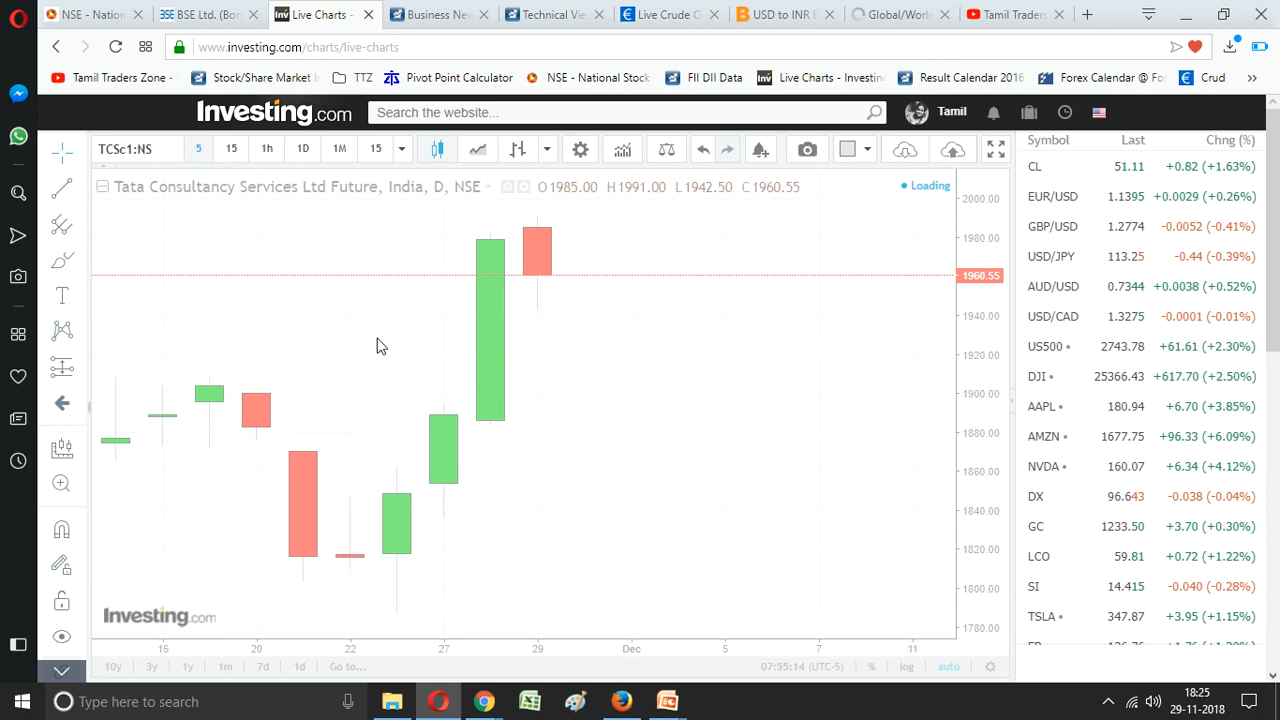 NSE - Nation
BSE Ltd. (Bon
Live Charts -
Business Ne
Technical Vie
Live Crude O
USD to INR E
Global/World
Tamil Traders
www.investing.com/charts/live-charts
Tamil Traders Zone -
Stock/Share Market
TTZ
Pivot Point Calculator
NSE - National Stock
FII DII Data
Live Charts - Investin
Result Calendar 2016
Forex Calendar @ Fo
Crud
Investing.com
Search the website...
Tamil
TCSc1:NS
5
15
1h
1D
1M
15
Tata Consultancy Services Ltd Future, India, D, NSE
O1985.00 H1991.00 L1942.50 C1960.55
Loading
2000.00
1980.00
1960.55
1940.00
1920.00
1900.00
1880.00
1860.00
1840.00
1820.00
1800.00
1780.00
Investing.com
16 20 22 27 29 Dec 5 7 11
10y 3y 1y 1m 7d 1d Go to... 07:55:14 (UTC-5) % log auto
Symbol Last Chng (%)
CL 51.11 +0.82 (+1.63%)
EUR/USD 1.1395 +0.0029 (+0.26%)
GBP/USD 1.2774 -0.0052 (-0.41%)
USD/JPY 113.25 -0.44 (-0.39%)
AUD/USD 0.7344 +0.0038 (+0.52%)
USD/CAD 1.3275 -0.0001 (-0.01%)
US500 2743.78 +61.61 (+2.30%)
DJI 25366.43 +617.70 (+2.50%)
AAPL 180.94 +6.70 (+3.85%)
AMZN 1677.75 +96.33 (+6.09%)
NVDA 160.07 +6.34 (+4.12%)
DX 96.643 -0.038 (-0.04%)
GC 1233.50 +3.70 (+0.30%)
LCO 59.81 +0.72 (+1.22%)
SI 14.415 -0.040 (-0.28%)
TSLA 347.87 +3.95 (+1.15%)
Type here to search
18:25
29-11-2018